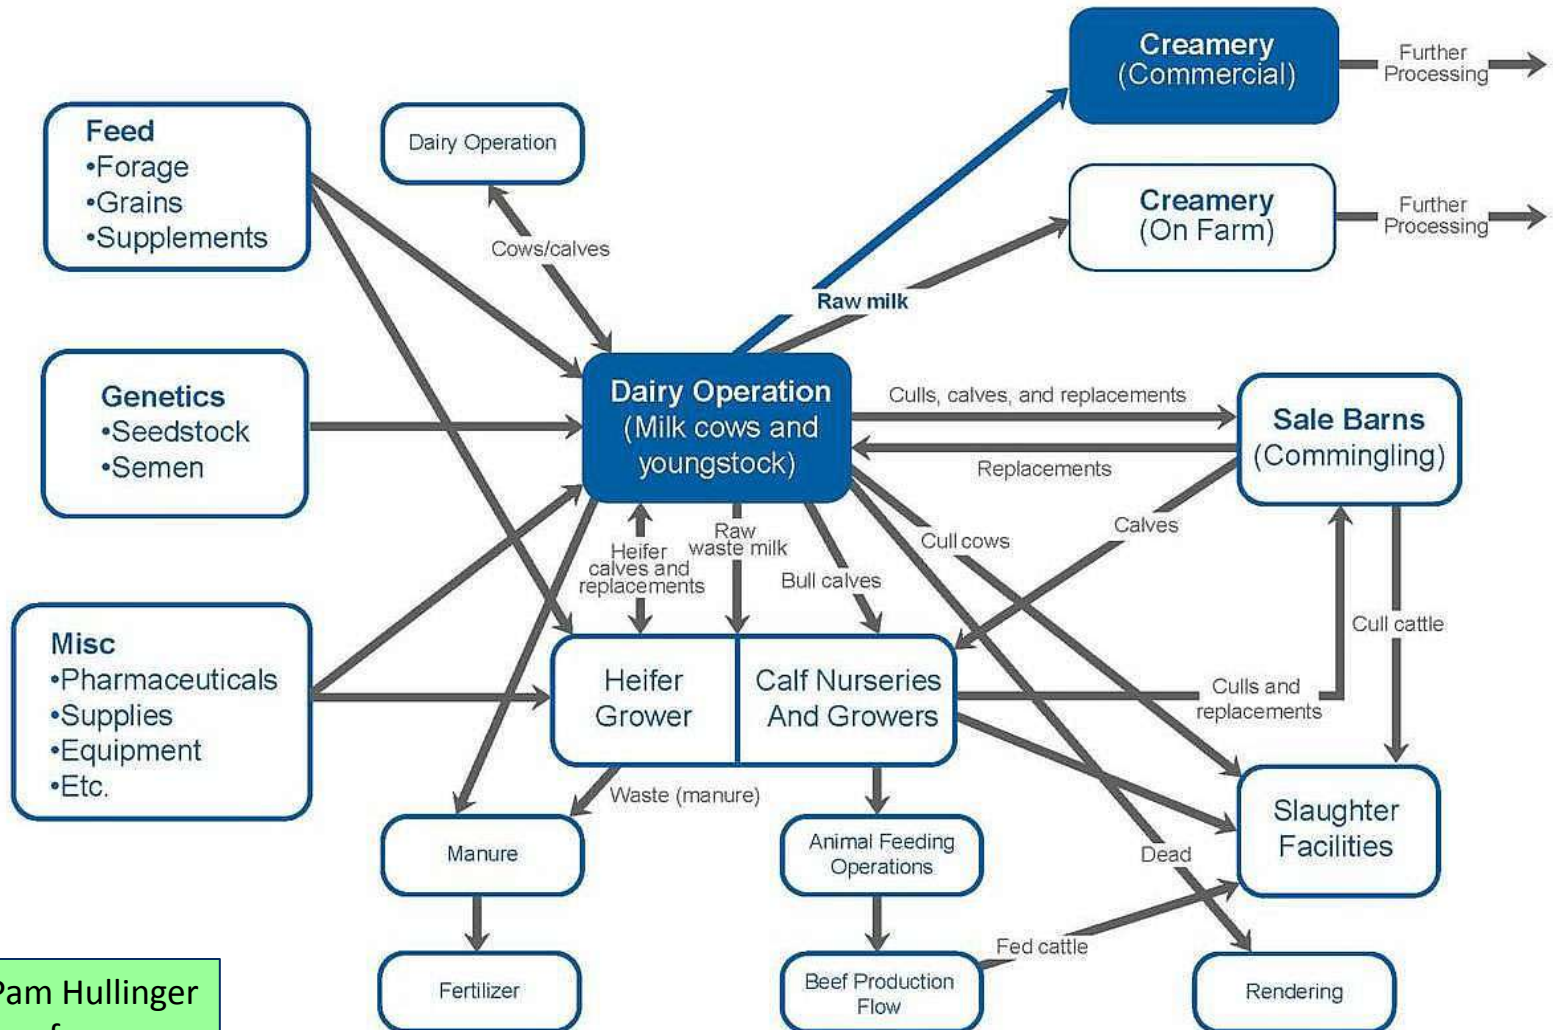 Creamery
(Commercial)
Further
Processing
Feed
•Forage
•Grains
•Supplements
Dairy Operation
Cows/calves
Creamery
(On Farm)
Further
Processing
Raw milk
Genetics
•Seedstock
•Semen
Dairy Operation
(Milk cows and
youngstock)
Culls, calves, and replacements
Replacements
Sale Barns
(Commingling)
Calves
Cull cows
Heifer
calves and
replacements
Raw
waste milk
Bull calves
Cull cattle
Misc
•Pharmaceuticals
•Supplies
•Equipment
•Etc.
Heifer
Grower
Calf Nurseries
And Growers
Culls and
replacements
Waste (manure)
Slaughter
Facilities
Manure
Animal Feeding
Operations
Dead
Fed cattle
Fertilizer
Beef Production
Flow
Rendering
Pam Hullinger